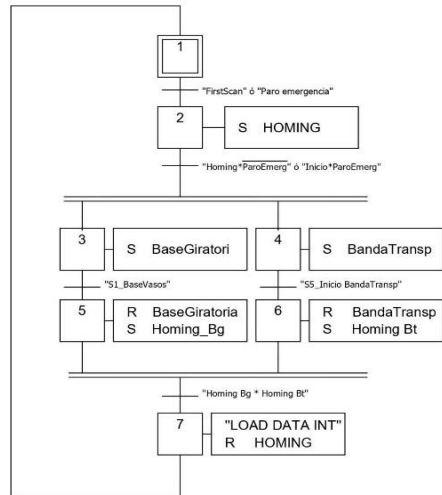 1
"FirstScan" ó "Paro emergencia"
2
S HOMING
"Homing*ParoEmerg" ó "Inicio*ParoEmerg"
3
S BaseGiratori
4
S BandaTransp
"S1_BaseVasos"
"S5_Inicio BandaTransp"
5
R BaseGiratoria
S Homing_Bg
6
R BandaTransp
S Homing Bt
"Homing Bg * Homing Bt"
7
"LOAD DATA INT"
R HOMING